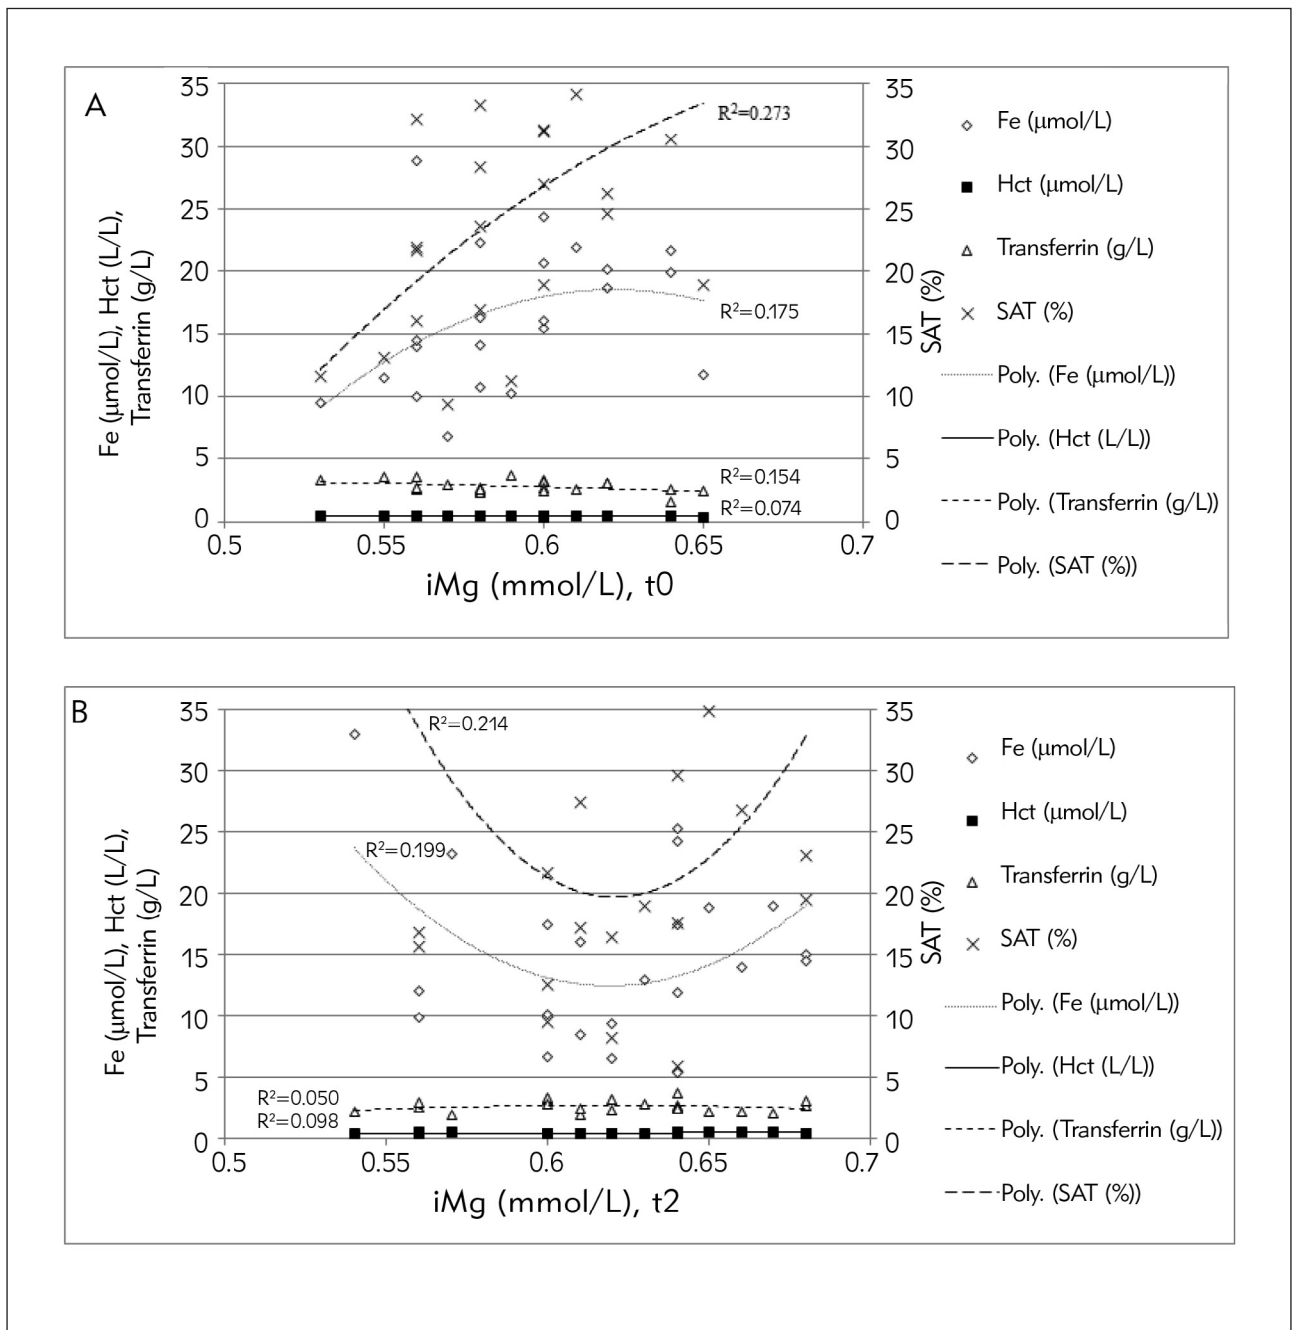 A
35
30
25
20
15
10
5
0
Fe (μmol/L), Hct (L/L),
Transferrin (g/L)
35
30
25
20
15
10
5
0
SAT (%)
0.5 0.55 0.6 0.65 0.7
iMg (mmol/L), t0
R²=0.273
R²=0.175
R²=0.154
R²=0.074
Fe (μmol/L)
Hct (μmol/L)
Transferrin (g/L)
SAT (%)
Poly. (Fe (μmol/L))
Poly. (Hct (L/L))
Poly. (Transferrin (g/L))
Poly. (SAT (%))
B
35
30
25
20
15
10
5
0
Fe (μmol/L), Hct (L/L),
Transferrin (g/L)
35
30
25
20
15
10
5
0
SAT (%)
0.5 0.55 0.6 0.65 0.7
iMg (mmol/L), t2
R²=0.214
R²=0.199
R²=0.050
R²=0.098
Fe (μmol/L)
Hct (μmol/L)
Transferrin (g/L)
SAT (%)
Poly. (Fe (μmol/L))
Poly. (Hct (L/L))
Poly. (Transferrin (g/L))
Poly. (SAT (%))